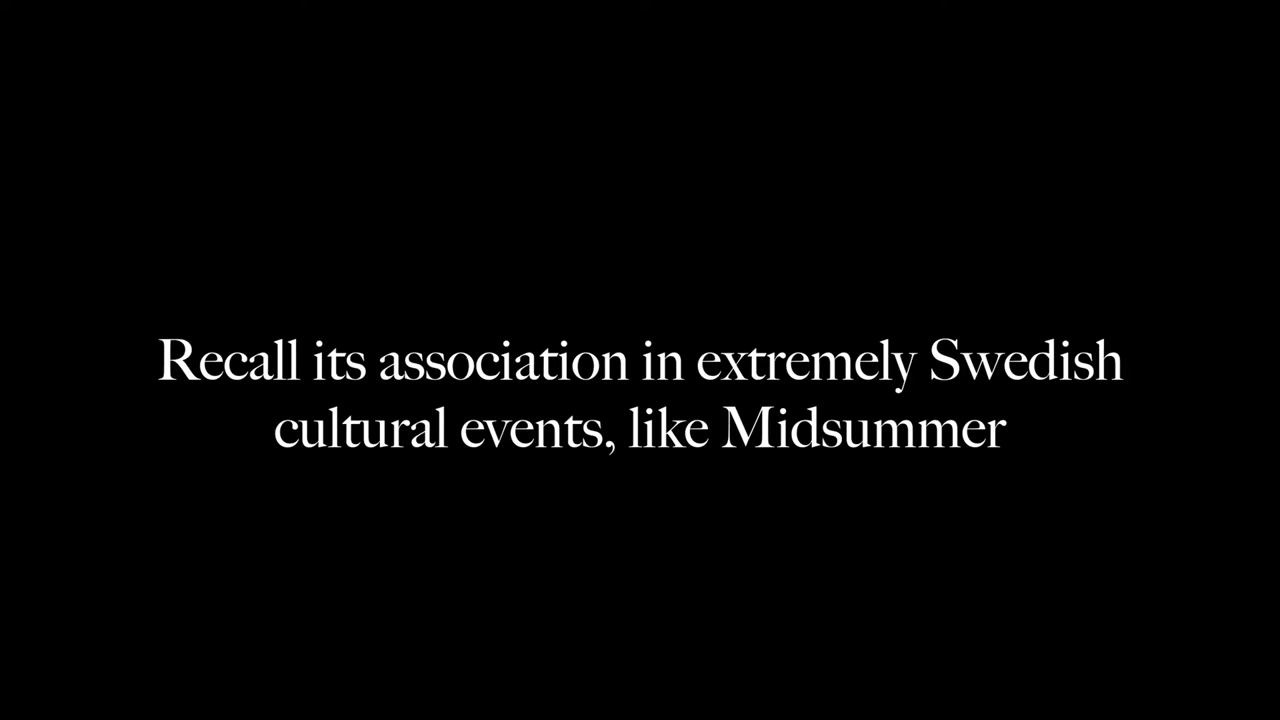 Recall its association in extremely Swedish
cultural events, like Midsummer